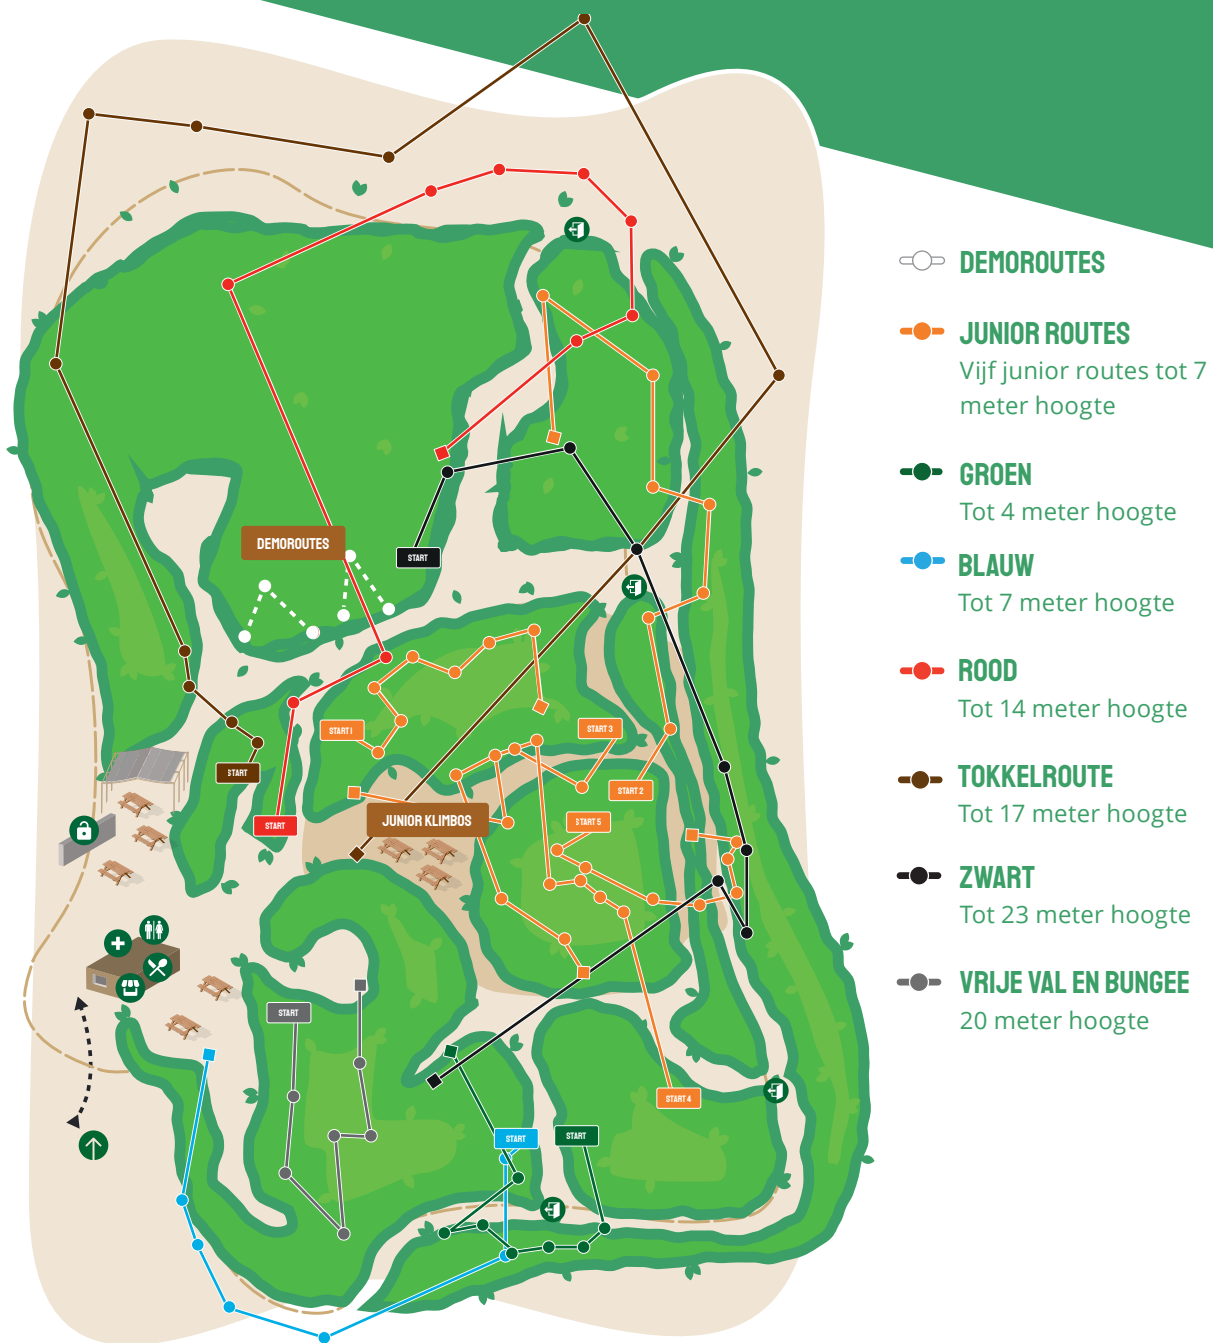 DEMOROUTES
START
START
START
START 1
START 3
START 2
JUNIOR KLIMBOS
START 5
START
START 4
START
START
DEMOROUTES
JUNIOR ROUTES
Vijf junior routes tot 7
meter hoogte
GROEN
Tot 4 meter hoogte
BLAUW
Tot 7 meter hoogte
ROOD
Tot 14 meter hoogte
TOKKELROUTE
Tot 17 meter hoogte
ZWART
Tot 23 meter hoogte
VRIJE VAL EN BUNGEE
20 meter hoogte